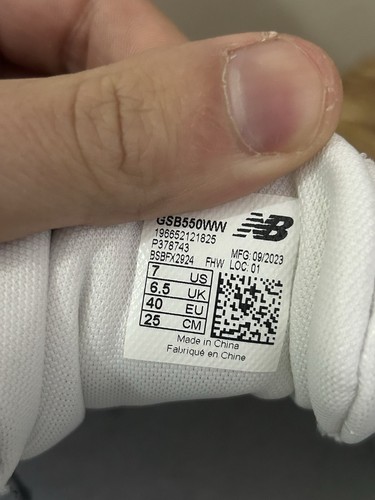 GSB550WW
NB
196652121825
P378743
MFG: 09/2023
BSBFX2924 FHW LOC: 01
7 US
6.5 UK
40 EU
25 CM
Made in China
Fabriqué en Chine